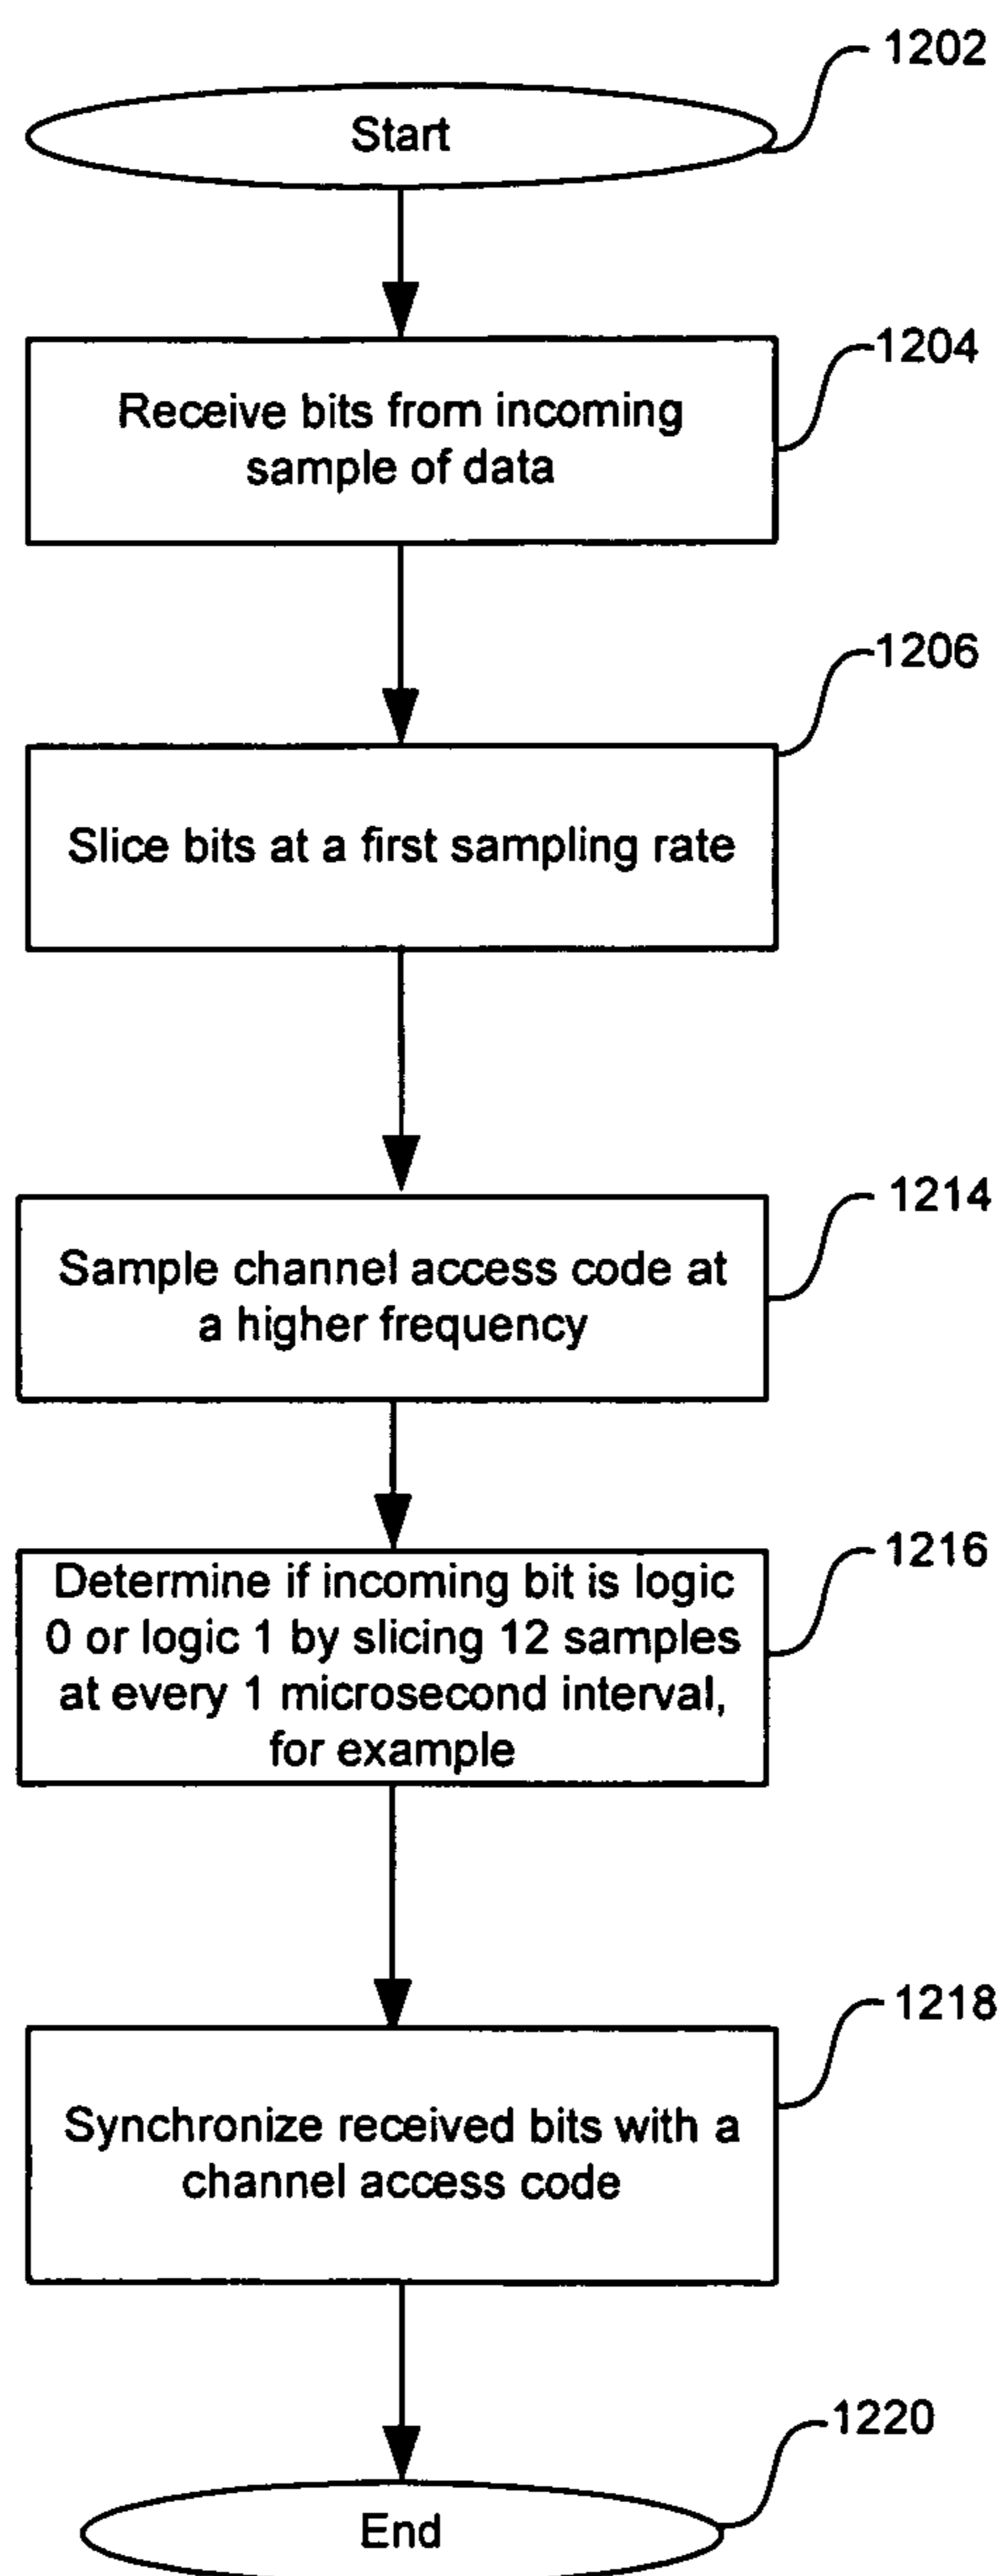 1202
Start
1204
Receive bits from incoming
sample of data
1206
Slice bits at a first sampling rate
1214
Sample channel access code at
a higher frequency
1216
Determine if incoming bit is logic
0 or logic 1 by slicing 12 samples
at every 1 microsecond interval,
for example
1218
Synchronize received bits with a
channel access code
1220
End